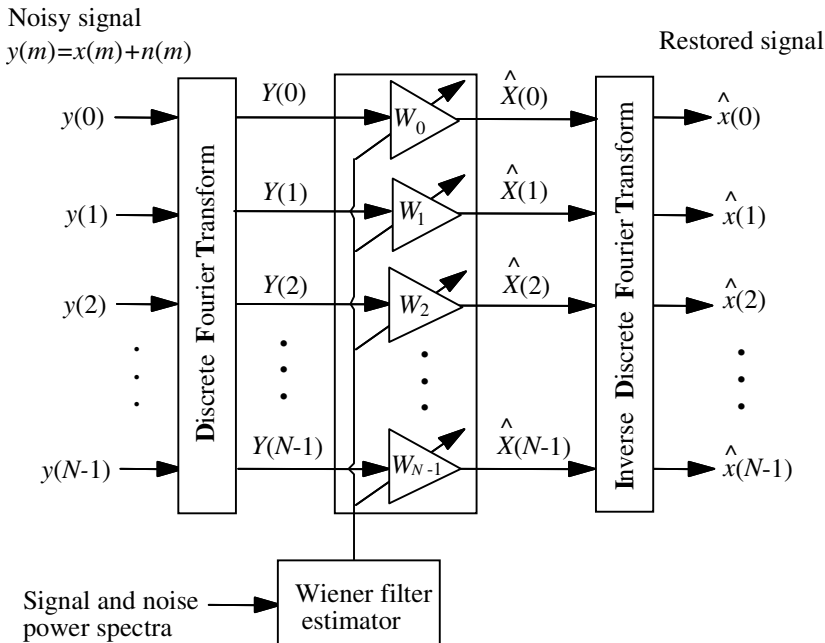 Noisy signal
y(m)=x(m)+n(m)
Restored signal
y(0)
Y(0)
W0
^
X(0)
^
x(0)
y(1)
Y(1)
W1
^
X(1)
^
x(1)
y(2)
Y(2)
W2
^
X(2)
^
x(2)
y(N-1)
Y(N-1)
WN-1
^
X(N-1)
^
x(N-1)
Discrete Fourier Transform
Inverse Discrete Fourier Transform
Signal and noise
power spectra
Wiener filter
estimator